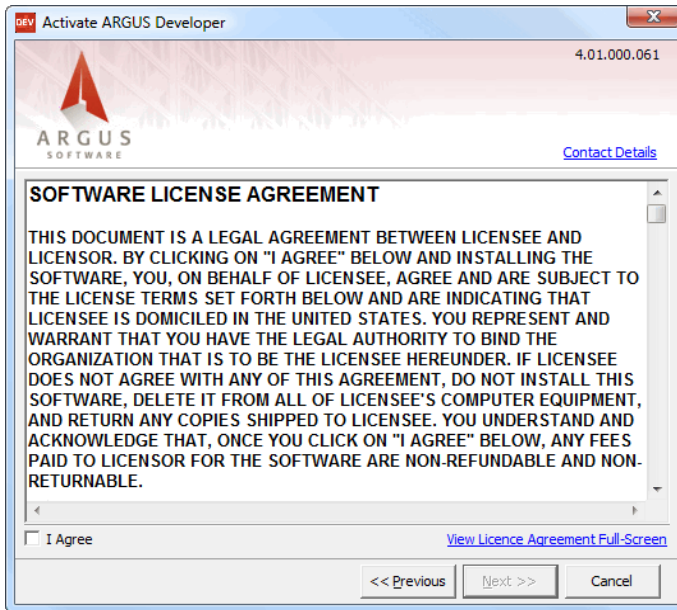 DEV Activate ARGUS Developer
4.01.000.061
ARGUS
SOFTWARE
Contact Details
SOFTWARE LICENSE AGREEMENT
THIS DOCUMENT IS A LEGAL AGREEMENT BETWEEN LICENSEE AND
LICENSOR. BY CLICKING ON "I AGREE" BELOW AND INSTALLING THE
SOFTWARE, YOU, ON BEHALF OF LICENSEE, AGREE AND ARE SUBJECT TO
THE LICENSE TERMS SET FORTH BELOW AND ARE INDICATING THAT
LICENSEE IS DOMICILED IN THE UNITED STATES. YOU REPRESENT AND
WARRANT THAT YOU HAVE THE LEGAL AUTHORITY TO BIND THE
ORGANIZATION THAT IS TO BE THE LICENSEE HEREUNDER. IF LICENSEE
DOES NOT AGREE WITH ANY OF THIS AGREEMENT, DO NOT INSTALL THIS
SOFTWARE, DELETE IT FROM ALL OF LICENSEE'S COMPUTER EQUIPMENT,
AND RETURN ANY COPIES SHIPPED TO LICENSEE. YOU UNDERSTAND AND
ACKNOWLEDGE THAT, ONCE YOU CLICK ON "I AGREE" BELOW, ANY FEES
PAID TO LICENSOR FOR THE SOFTWARE ARE NON-REFUNDABLE AND NON-
RETURNABLE.
I Agree
View Licence Agreement Full-Screen
<< Previous
Next >>
Cancel